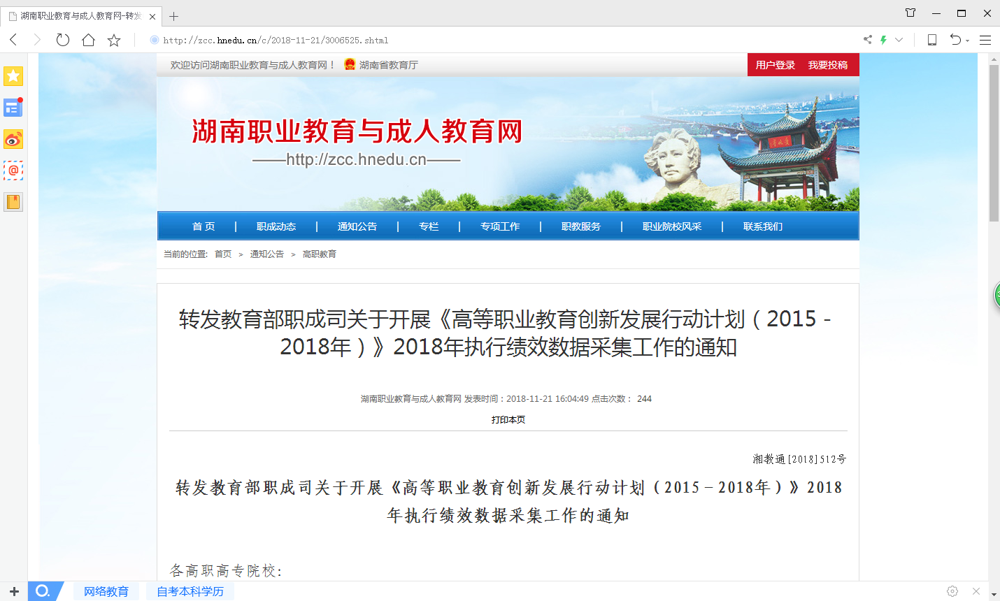 湖南职业教育与成人教育网-转发
http://zcc.hnedu.cn/c/2018-11-21/3006525.shtml
欢迎访问湖南职业教育与成人教育网！ 湖南省教育厅
用户登录 我要投稿
湖南职业教育与成人教育网
——http://zcc.hnedu.cn——
首 页 职成动态 通知公告 专栏 专项工作 职教服务 职业院校风采 联系我们
当前的位置: 首页 > 通知公告 > 高职教育
转发教育部职成司关于开展《高等职业教育创新发展行动计划（2015－
2018年）》2018年执行绩效数据采集工作的通知
湖南职业教育与成人教育网 发表时间：2018-11-21 16:04:49 点击次数： 244
打印本页
湘教通[2018]512号
转发教育部职成司关于开展《高等职业教育创新发展行动计划（2015－2018年）》2018
年执行绩效数据采集工作的通知
各高职高专院校:
网络教育 自考本科学历